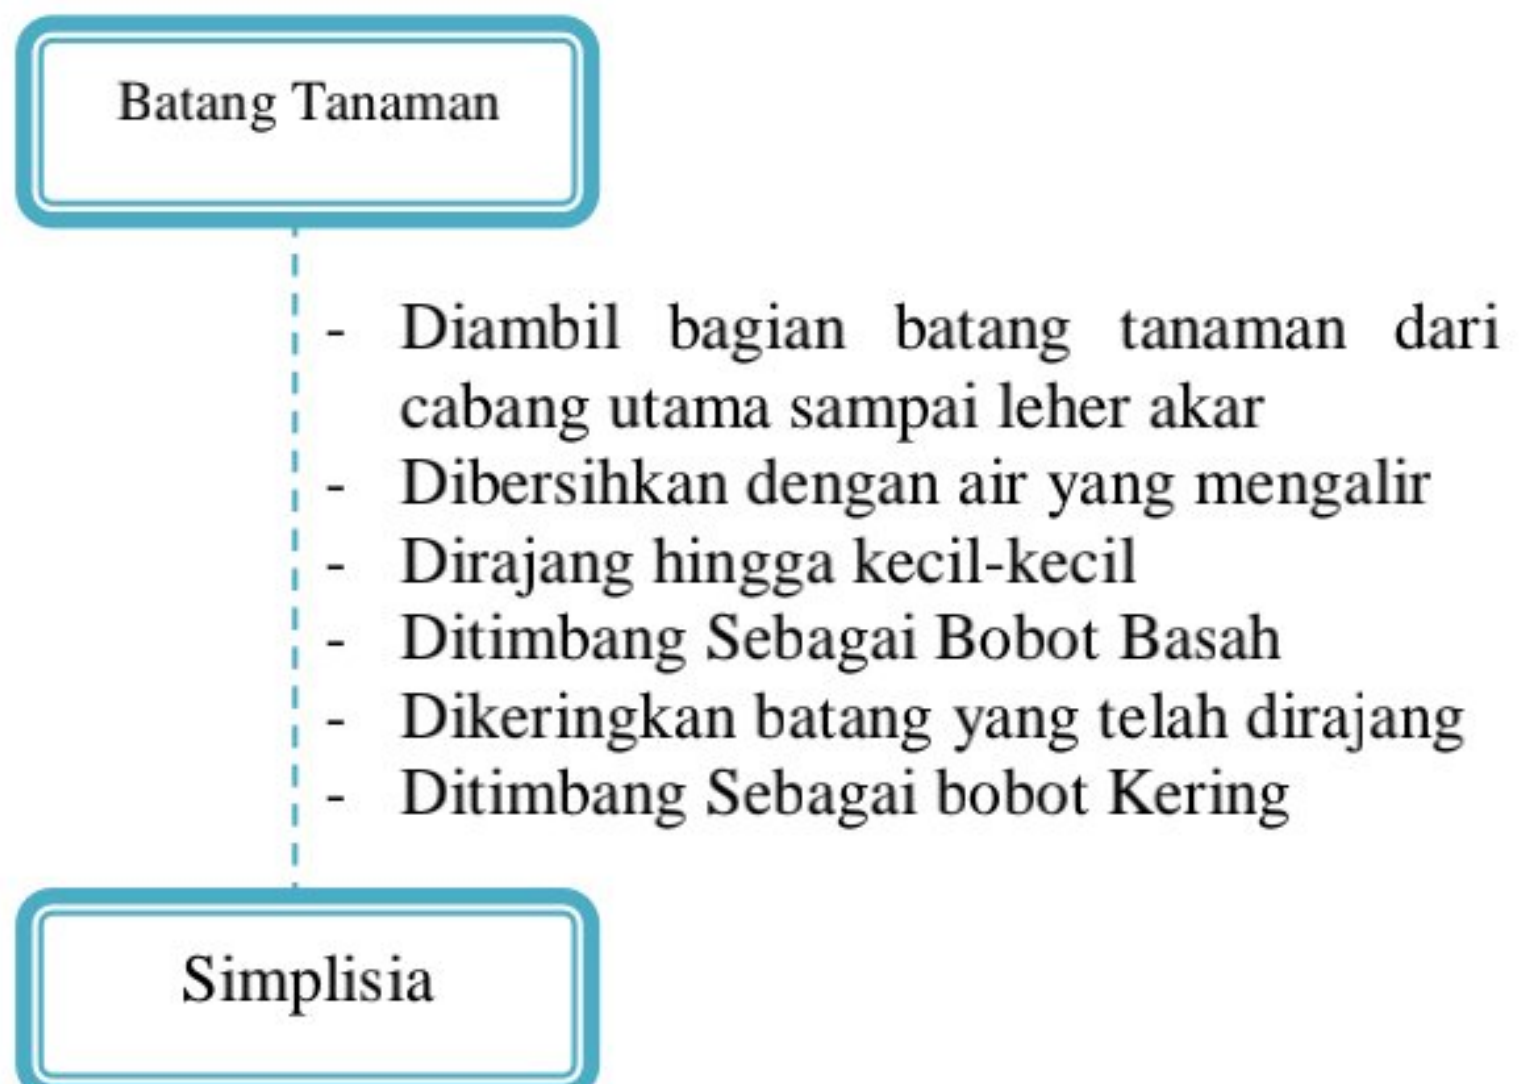 Batang Tanaman
- Diambil bagian batang tanaman dari
cabang utama sampai leher akar
- Dibersihkan dengan air yang mengalir
- Dirajang hingga kecil-kecil
- Ditimbang Sebagai Bobot Basah
- Dikeringkan batang yang telah dirajang
- Ditimbang Sebagai bobot Kering
Simplisia